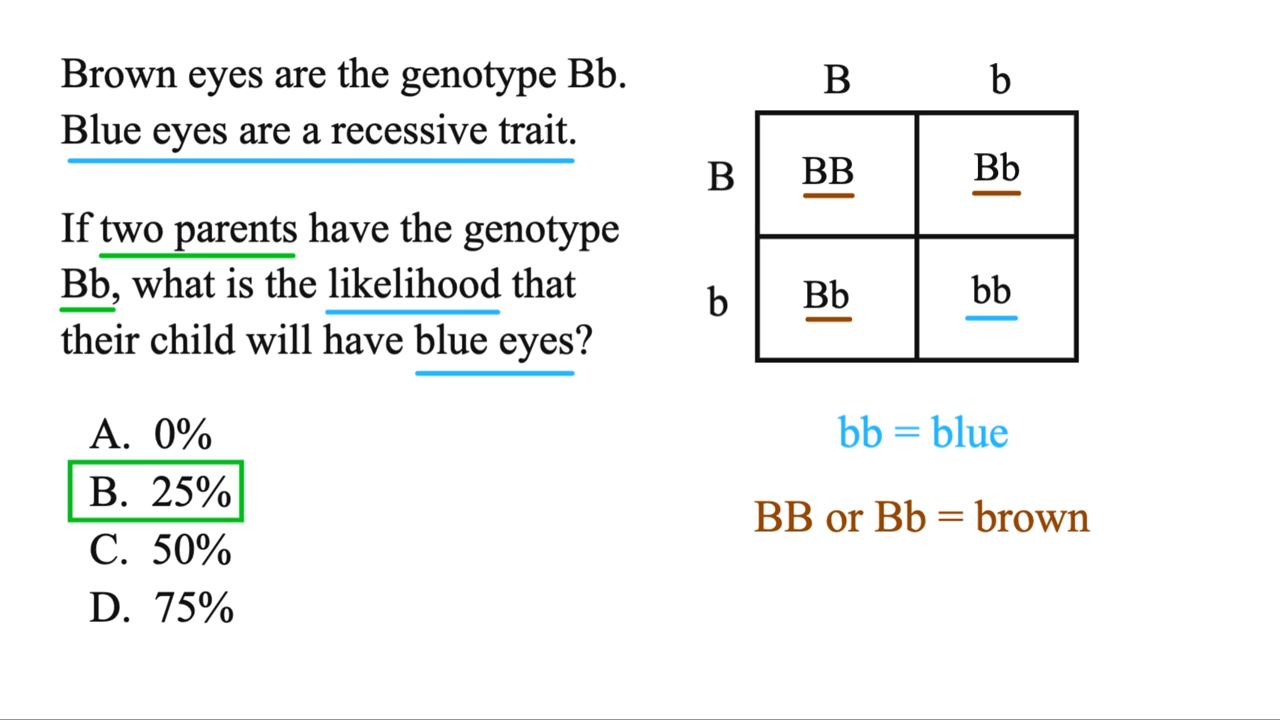 Brown eyes are the genotype Bb.
Blue eyes are a recessive trait.
If two parents have the genotype
Bb, what is the likelihood that
their child will have blue eyes?
A. 0%
B. 25%
C. 50%
D. 75%
B b
B BB Bb
b Bb bb
bb = blue
BB or Bb = brown